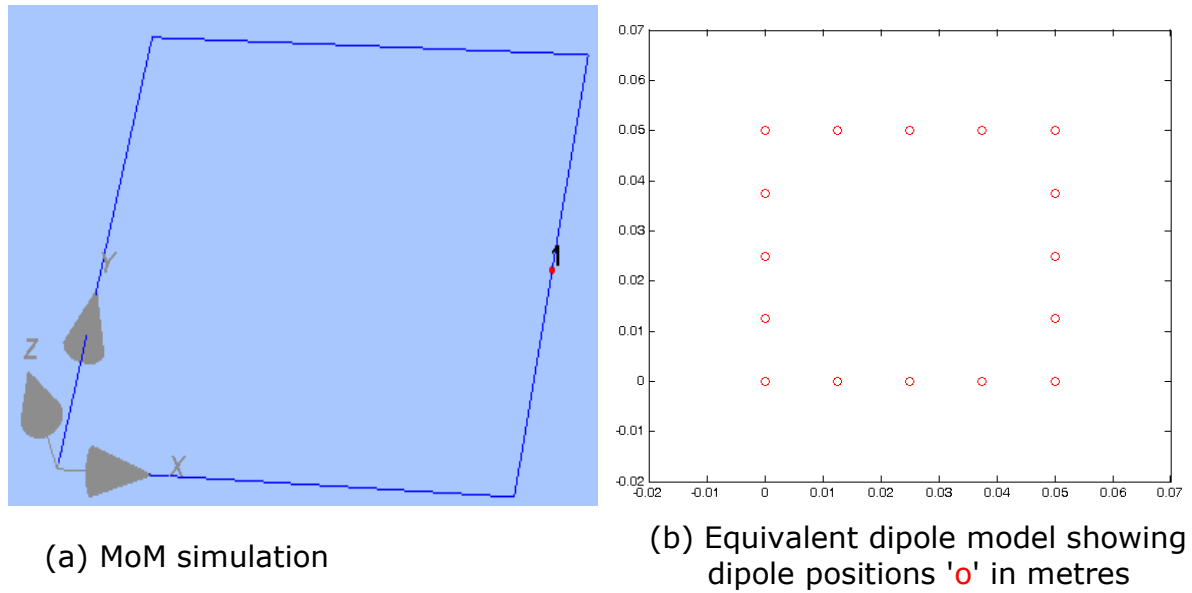 1
Y
Z
X
(a) MoM simulation
0.07
0.06
0.05
0.04
0.03
0.02
0.01
0
-0.01
-0.02
-0.02 -0.01 0 0.01 0.02 0.03 0.04 0.05 0.06 0.07
(b) Equivalent dipole model showing
dipole positions 'o' in metres